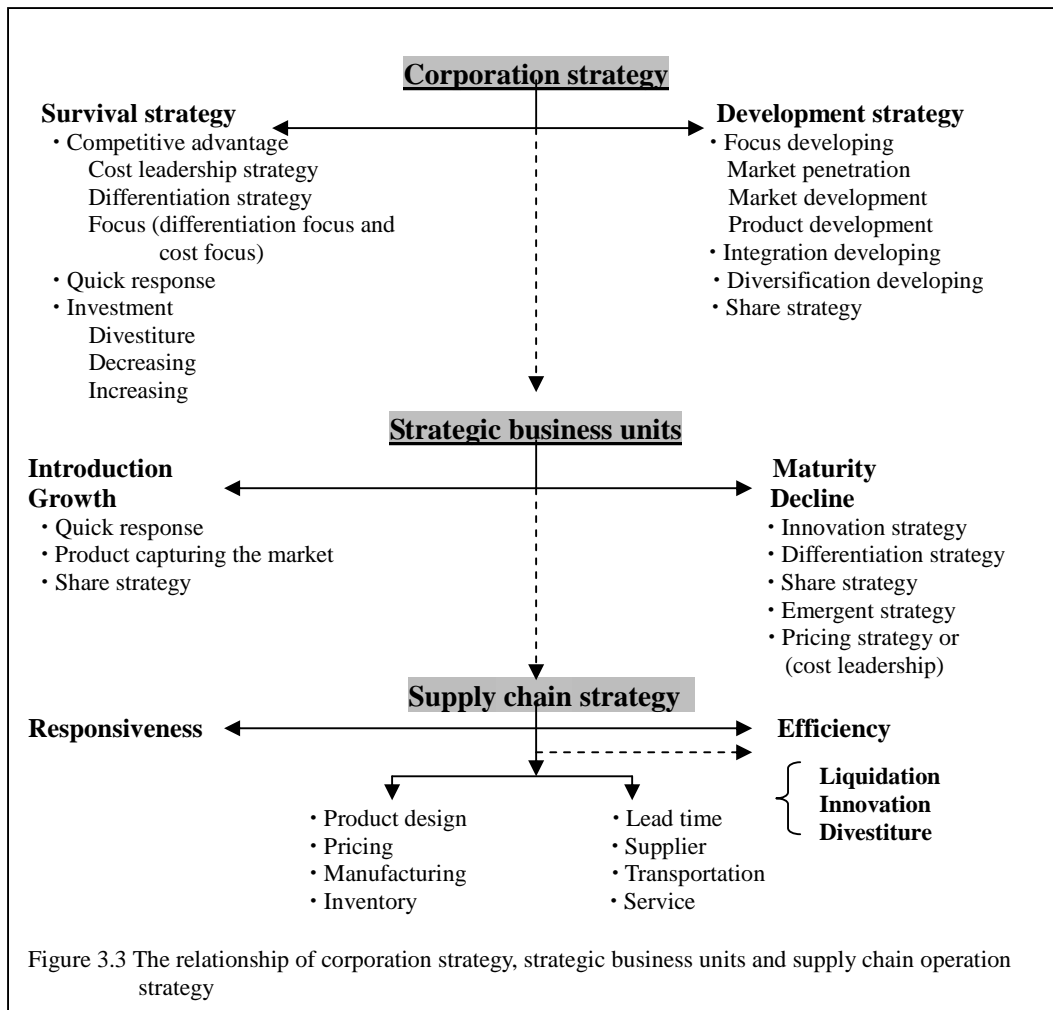 Corporation strategy
Survival strategy
・Competitive advantage
Cost leadership strategy
Differentiation strategy
Focus (differentiation focus and
cost focus)
・Quick response
・Investment
Divestiture
Decreasing
Increasing
Development strategy
・Focus developing
Market penetration
Market development
Product development
・Integration developing
・Diversification developing
・Share strategy
Strategic business units
Introduction
Growth
・Quick response
・Product capturing the market
・Share strategy
Maturity
Decline
・Innovation strategy
・Differentiation strategy
・Share strategy
・Emergent strategy
・Pricing strategy or
(cost leadership)
Supply chain strategy
Responsiveness
Efficiency
Liquidation
Innovation
Divestiture
・Product design
・Pricing
・Manufacturing
・Inventory
・Lead time
・Supplier
・Transportation
・Service
Figure 3.3 The relationship of corporation strategy, strategic business units and supply chain operation
strategy